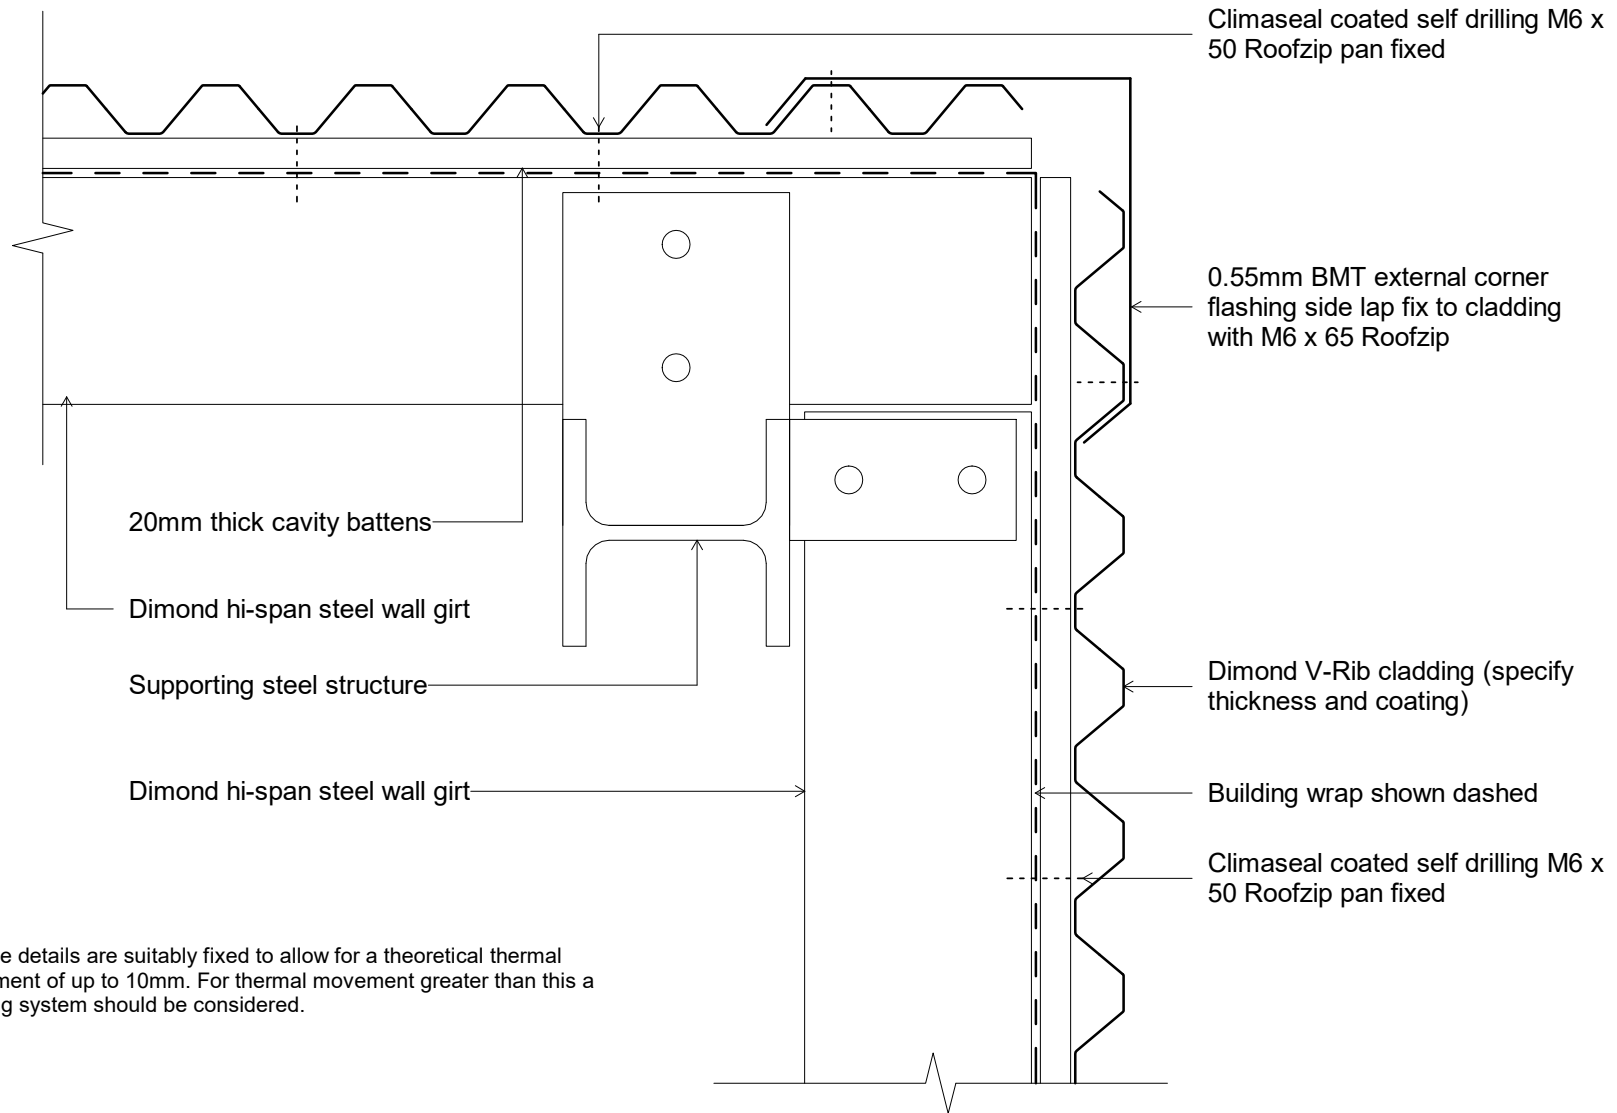 Climaseal coated self drilling M6 x
50 Roofzip pan fixed
0.55mm BMT external corner
flashing side lap fix to cladding
with M6 x 65 Roofzip
20mm thick cavity battens
Dimond hi-span steel wall girt
Supporting steel structure
Dimond V-Rib cladding (specify
thickness and coating)
Dimond hi-span steel wall girt
Building wrap shown dashed
Climaseal coated self drilling M6 x
50 Roofzip pan fixed
e details are suitably fixed to allow for a theoretical thermal
ment of up to 10mm. For thermal movement greater than this a
g system should be considered.